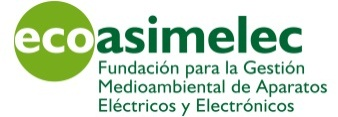 ecoasimelec
Fundación para la Gestión
Medioambiental de Aparatos
Eléctricos y Electrónicos